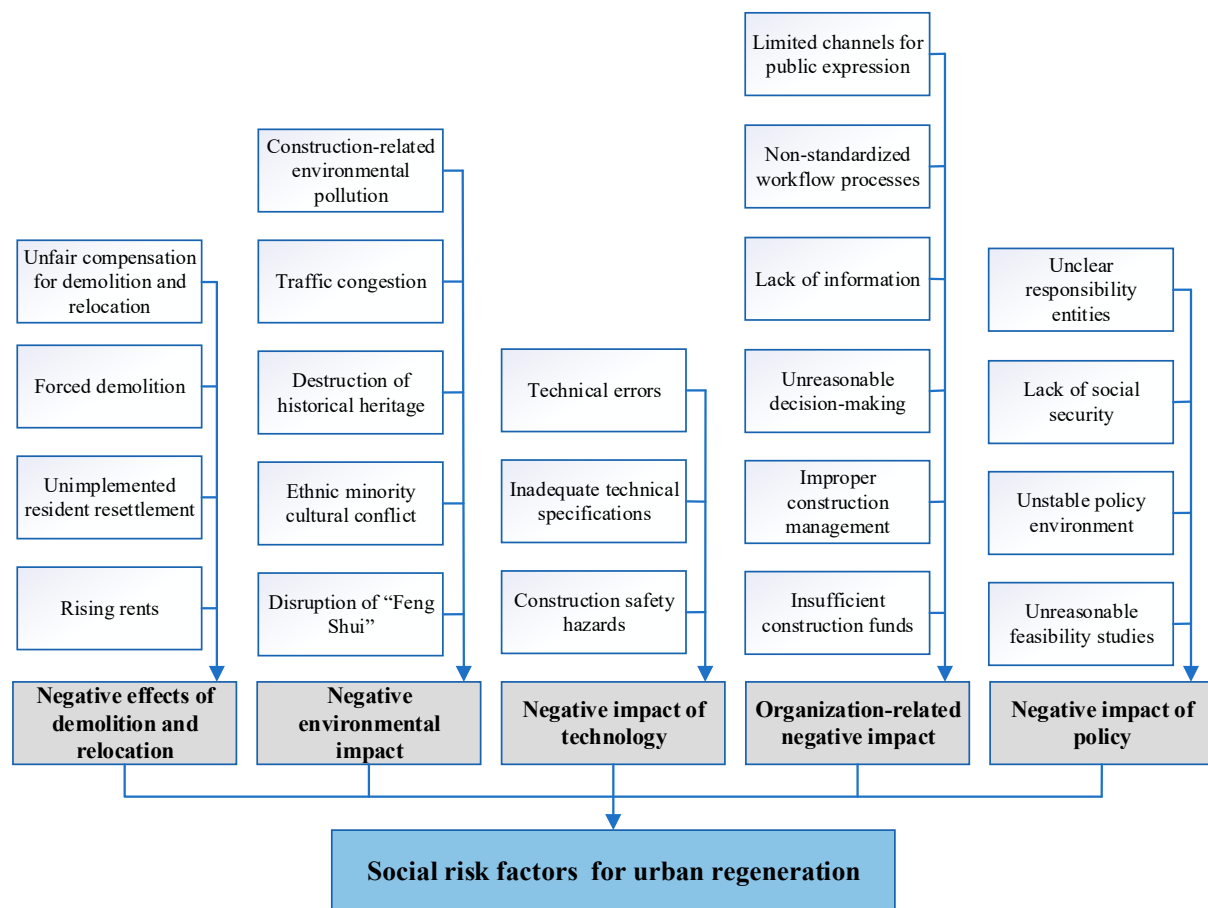 Unfair compensation
for demolition and
relocation
Forced demolition
Unimplemented
resident resettlement
Rising rents
Negative effects of
demolition and
relocation
Construction-related
environmental
pollution
Traffic congestion
Destruction of
historical heritage
Ethnic minority
cultural conflict
Disruption of “Feng
Shui”
Negative
environmental
impact
Technical errors
Inadequate technical
specifications
Construction safety
hazards
Negative impact of
technology
Limited channels for
public expression
Non-standardized
workflow processes
Lack of information
Unreasonable
decision-making
Improper
construction
management
Insufficient
construction funds
Organization-related
negative impact
Unclear
responsibility
entities
Lack of social
security
Unstable policy
environment
Unreasonable
feasibility studies
Negative impact of
policy
Social risk factors for urban regeneration